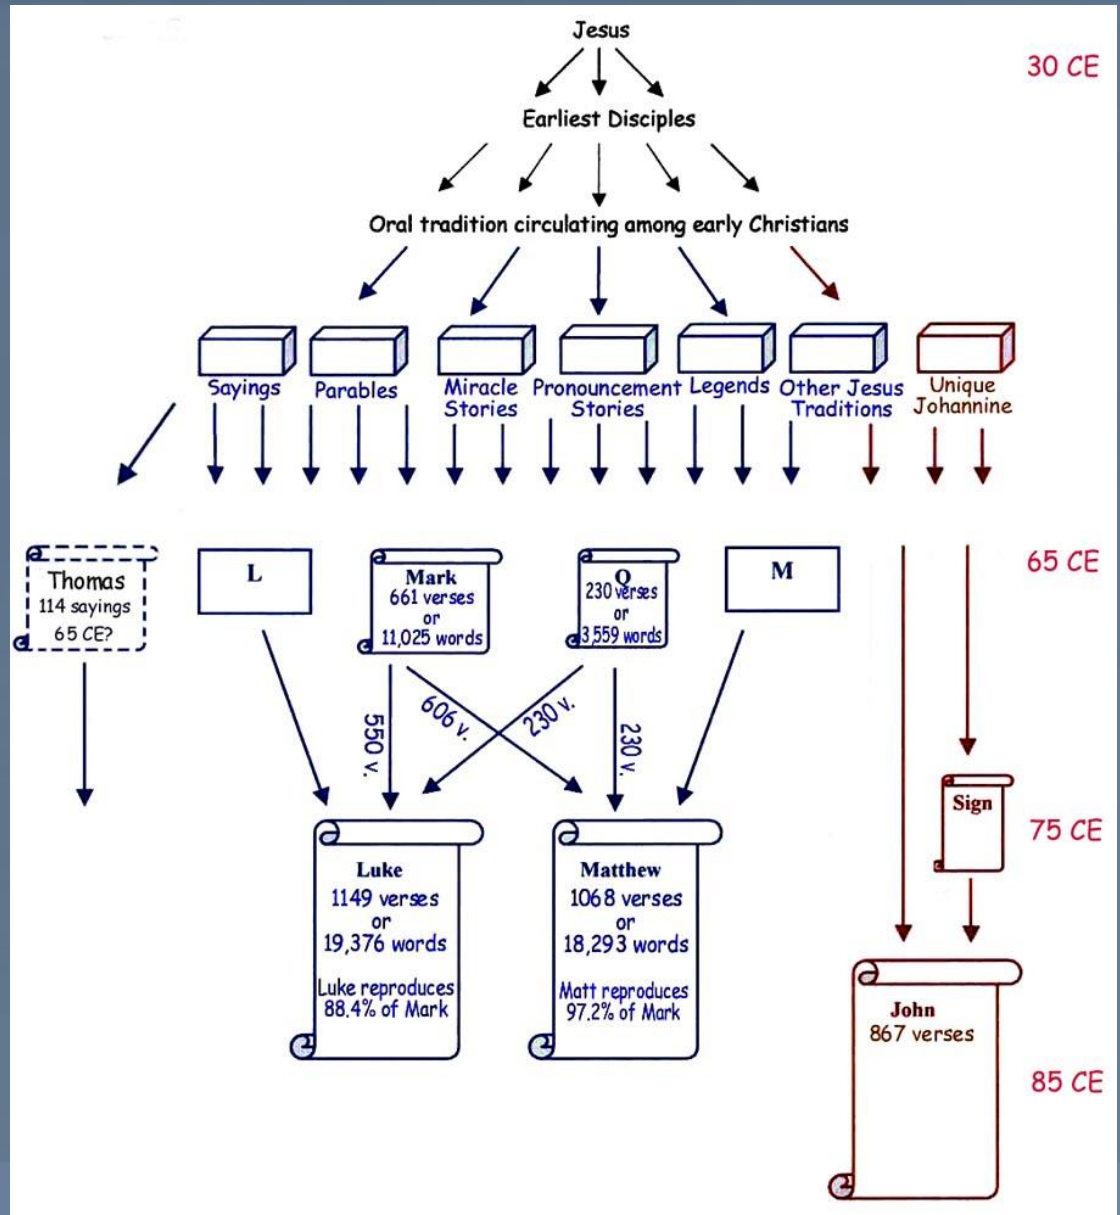 Jesus
30 CE
Earliest Disciples
Oral tradition circulating among early Christians
Sayings
Parables
Miracle
Stories
Pronouncement
Stories
Legends
Other Jesus
Traditions
Unique
Johannine
Thomas
114 sayings
65 CE?
L
Mark
661 verses
or
11,025 words
Q
230 verses
or
3,559 words
M
65 CE
550 v.
606 v.
230 v.
230 v.
Sign
75 CE
Luke
1149 verses
or
19,376 words
Luke reproduces
88.4% of Mark
Matthew
1068 verses
or
18,293 words
Matt reproduces
97.2% of Mark
John
867 verses
85 CE